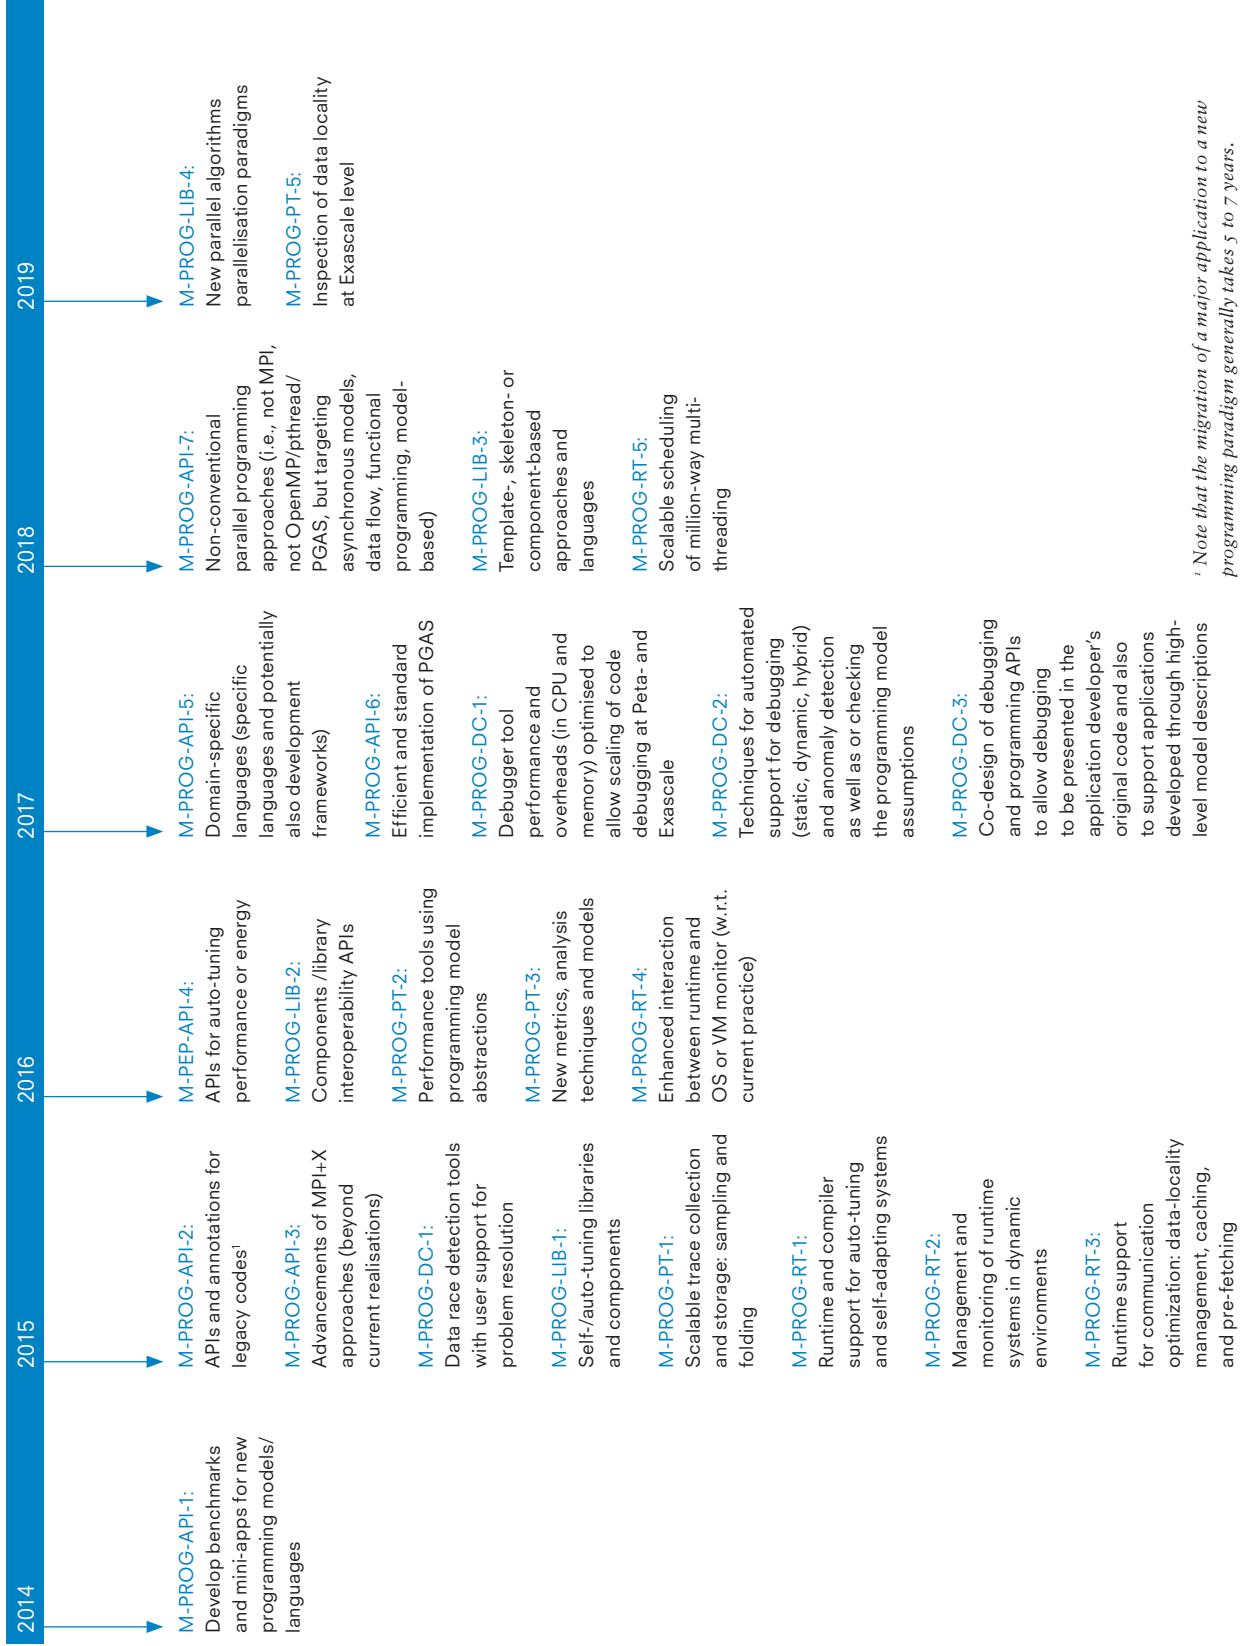 2014
M-PROG-API-1:
Develop benchmarks
and mini-apps for new
programming models/
languages
2015
M-PROG-API-2:
APIs and annotations for
legacy codes¹
M-PROG-API-3:
Advancements of MPI+X
approaches (beyond
current realisations)
M-PROG-DC-1:
Data race detection tools
with user support for
problem resolution
M-PROG-LIB-1:
Self-/auto-tuning libraries
and components
M-PROG-PT-1:
Scalable trace collection
and storage: sampling and
folding
M-PROG-RT-1:
Runtime and compiler
support for auto-tuning
and self-adapting systems
M-PROG-RT-2:
Management and
monitoring of runtime
systems in dynamic
environments
M-PROG-RT-3:
Runtime support
for communication
optimization: data-locality
management, caching,
and pre-fetching
2016
M-PEP-API-4:
APIs for auto-tuning
performance or energy
M-PROG-LIB-2:
Components /library
interoperability APIs
M-PROG-PT-2:
Performance tools using
programming model
abstractions
M-PROG-PT-3:
New metrics, analysis
techniques and models
M-PROG-RT-4:
Enhanced interaction
between runtime and
OS or VM monitor (w.r.t.
current practice)
2017
M-PROG-API-5:
Domain-specific
languages (specific
languages and potentially
also development
frameworks)
M-PROG-API-6:
Efficient and standard
implementation of PGAS
M-PROG-DC-1:
Debugger tool
performance and
overheads (in CPU and
memory) optimised to
allow scaling of code
debugging at Peta- and
Exascale
M-PROG-DC-2:
Techniques for automated
support for debugging
(static, dynamic, hybrid)
and anomaly detection
as well as or checking
the programming model
assumptions
M-PROG-DC-3:
Co-design of debugging
and programming APIs
to allow debugging
to be presented in the
application developer's
original code and also
to support applications
developed through high-
level model descriptions
2018
M-PROG-API-7:
Non-conventional
parallel programming
approaches (i.e., not MPI,
not OpenMP/pthread/
PGAS, but targeting
asynchronous models,
data flow, functional
programming, model-
based)
M-PROG-LIB-3:
Template-, skeleton- or
component-based
approaches and
languages
M-PROG-RT-5:
Scalable scheduling
of million-way multi-
threading
2019
M-PROG-LIB-4:
New parallel algorithms
parallelisation paradigms
M-PROG-PT-5:
Inspection of data locality
at Exascale level
¹ Note that the migration of a major application to a new
programming paradigm generally takes 5 to 7 years.